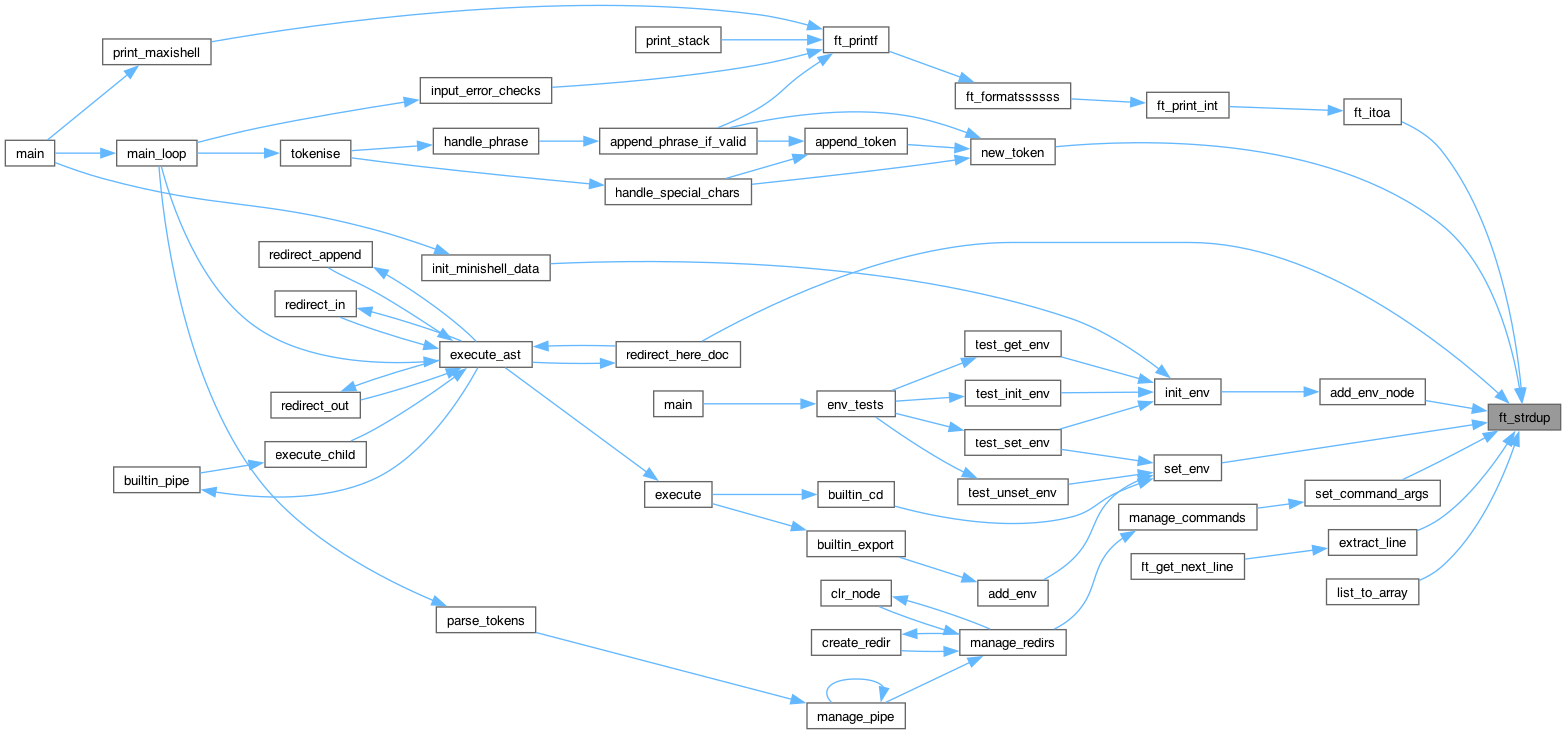 print_maxishell
print_stack
ft_printf
input_error_checks
ft_formatssssss
ft_print_int
ft_itoa
main
main_loop
tokenise
handle_phrase
append_phrase_if_valid
append_token
new_token
handle_special_chars
redirect_append
init_minishell_data
redirect_in
execute_ast
redirect_here_doc
test_get_env
redirect_out
main
env_tests
test_init_env
init_env
add_env_node
ft_strdup
test_set_env
execute_child
set_env
builtin_pipe
execute
builtin_cd
test_unset_env
set_command_args
manage_commands
builtin_export
extract_line
ft_get_next_line
clr_node
add_env
list_to_array
parse_tokens
create_redir
manage_redirs
manage_pipe